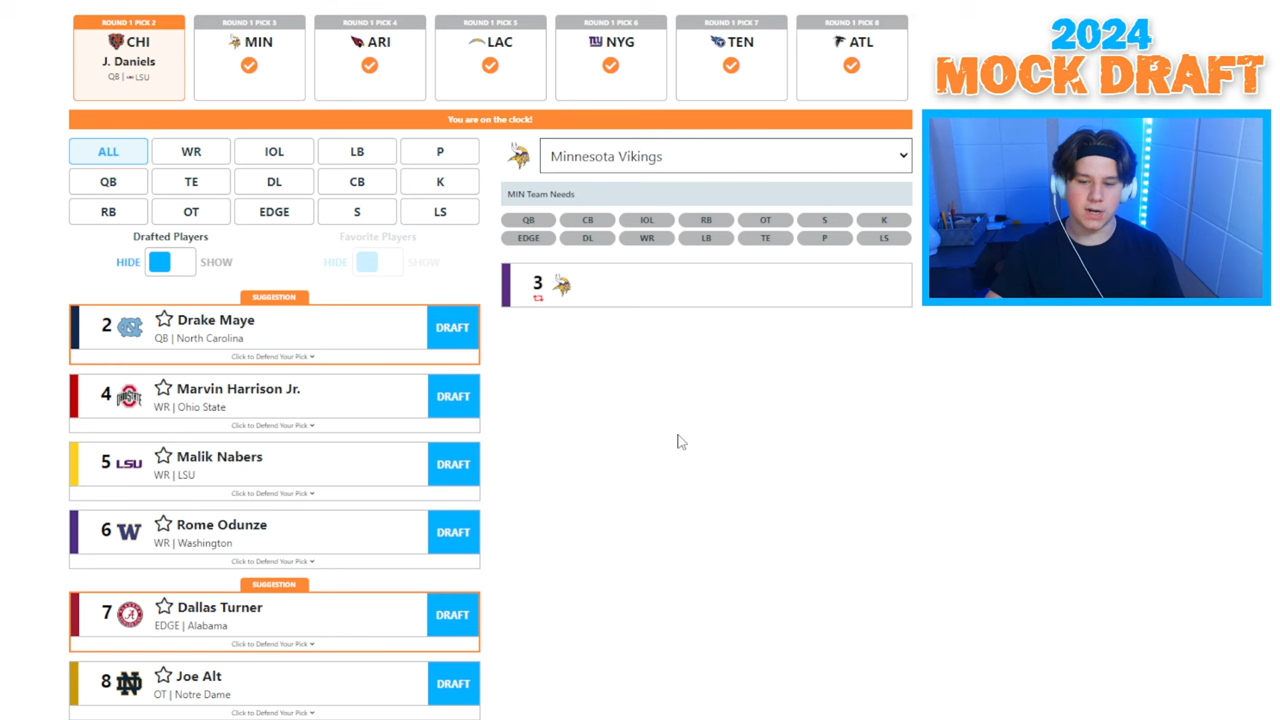 ROUND 1 PICK 2
CHI
J. Daniels
QB | LSU
ROUND 1 PICK 3
MIN
ROUND 1 PICK 4
ARI
ROUND 1 PICK 5
LAC
ROUND 1 PICK 6
NYG
ROUND 1 PICK 7
TEN
ROUND 1 PICK 8
ATL
2024
MOCK DRAFT
You are on the clock!
ALL WR IOL LB P
QB TE DL CB K
RB OT EDGE S LS
Drafted Players
HIDE SHOW
Favorite Players
HIDE SHOW
Minnesota Vikings
MIN Team Needs
QB CB IOL RB OT S K
EDGE DL WR LB TE P LS
3
SUGGESTION
2 Drake Maye
QB | North Carolina
DRAFT
Click to Defend Your Pick
4 Marvin Harrison Jr.
OHIO STATE
WR | Ohio State
DRAFT
Click to Defend Your Pick
5 LSU Malik Nabers
WR | LSU
DRAFT
Click to Defend Your Pick
6 W Rome Odunze
WR | Washington
DRAFT
Click to Defend Your Pick
SUGGESTION
7 Dallas Turner
EDGE | Alabama
DRAFT
Click to Defend Your Pick
8 ND Joe Alt
OT | Notre Dame
DRAFT
Click to Defend Your Pick